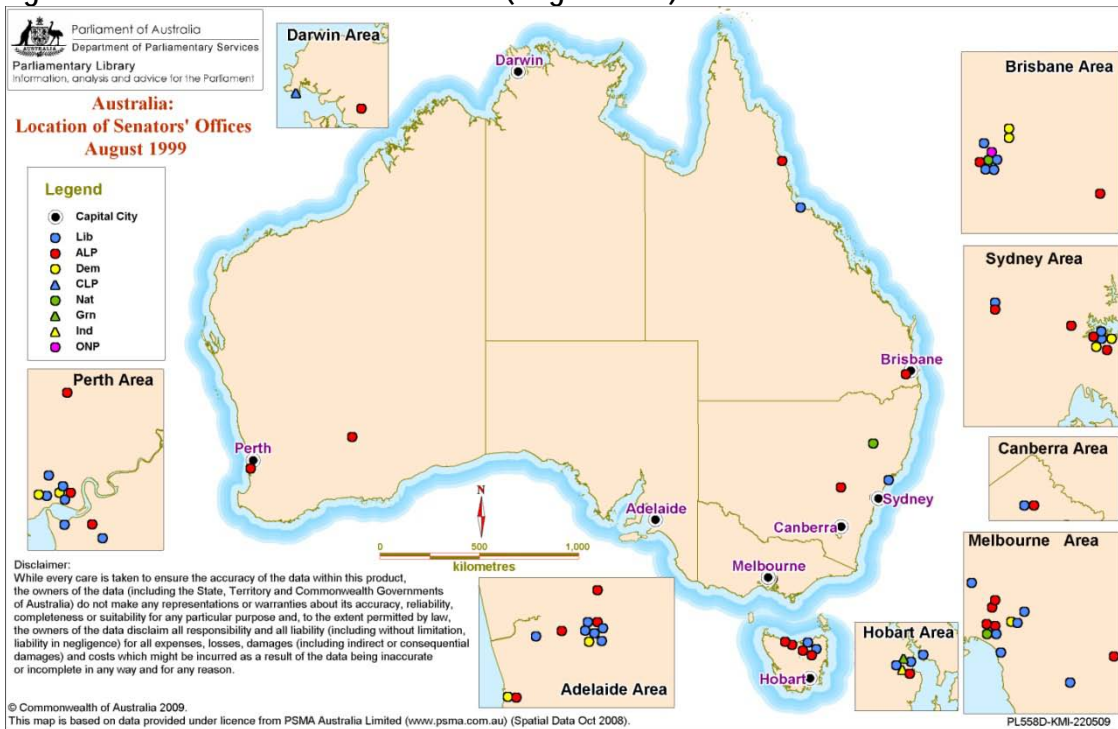 Parliament of Australia
Department of Parliamentary Services
AUSTRALIA
Parliamentary Library
Information, analysis and advice for the Parliament
Australia:
Location of Senators' Offices
August 1999
Legend
Capital City
Lib
ALP
Dem
CLP
Nat
Grn
Ind
ONP
Darwin Area
Darwin
Brisbane Area
Sydney Area
Brisbane
Perth Area
Perth
Canberra Area
Adelaide
Sydney
Canberra
N
0 500 1,000
kilometres
Melbourne
Melbourne Area
Hobart Area
Hobart
Adelaide Area
Disclaimer:
While every care is taken to ensure the accuracy of the data within this product,
the owners of the data (including the State, Territory and Commonwealth Governments
of Australia) do not make any representations or warranties about its accuracy, reliability,
completeness or suitability for any particular purpose and, to the extent permitted by law,
the owners of the data disclaim all responsibility and all liability (including without limitation,
liability in negligence) for all expenses, losses, damages (including indirect or consequential
damages) and costs which might be incurred as a result of the data being inaccurate
or incomplete in any way and for any reason.
© Commonwealth of Australia 2009.
This map is based on data provided under licence from PSMA Australia Limited (www.psma.com.au) (Spatial Data Oct 2008).
PL558D-KMI-220509